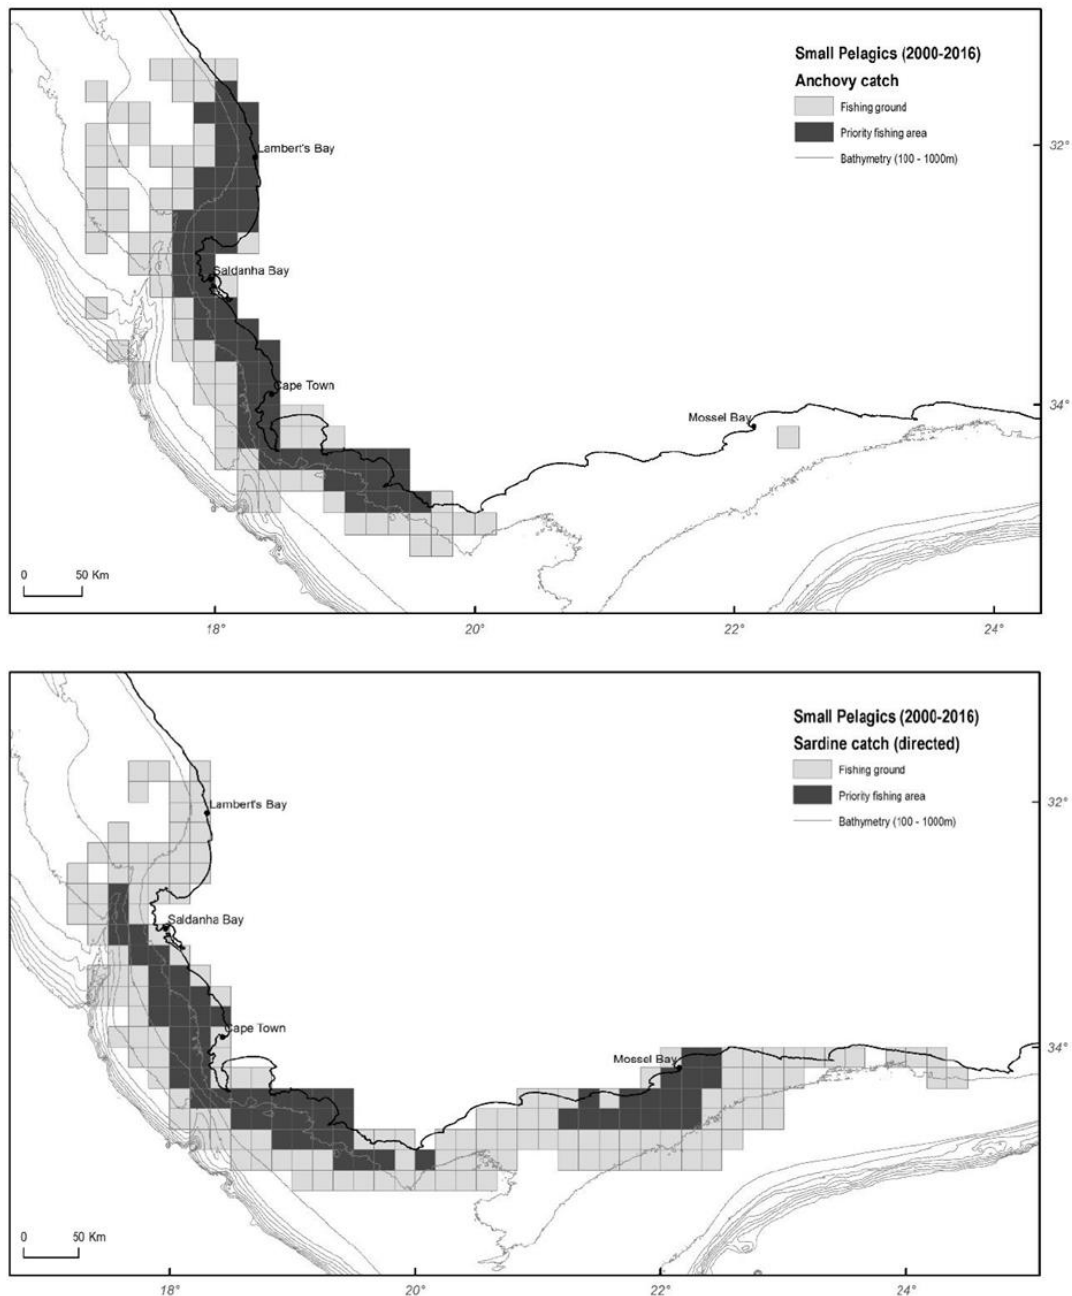 Small Pelagics (2000-2016)
Anchovy catch
Fishing ground
Priority fishing area
Bathymetry (100 - 1000m)
Lambert's Bay
32°
Saldanha Bay
Cape Town
Mossel Bay
34°
0 50 Km
18° 20° 22° 24°
Small Pelagics (2000-2016)
Sardine catch (directed)
Fishing ground
Priority fishing area
Bathymetry (100 - 1000m)
Lambert's Bay
32°
Saldanha Bay
Cape Town
Mossel Bay
34°
0 50 Km
18° 20° 22° 24°